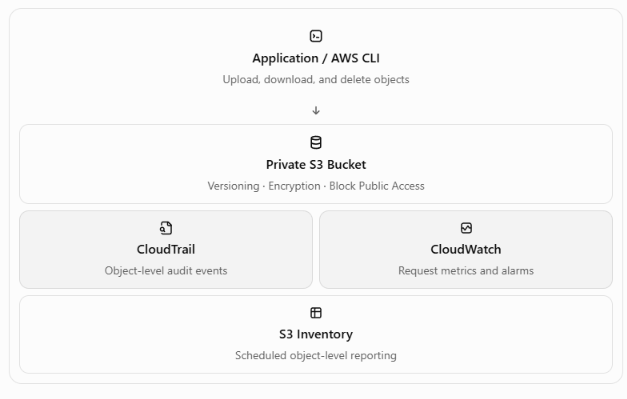 Application / AWS CLI
Upload, download, and delete objects
Private S3 Bucket
Versioning · Encryption · Block Public Access
CloudTrail
Object-level audit events
CloudWatch
Request metrics and alarms
S3 Inventory
Scheduled object-level reporting